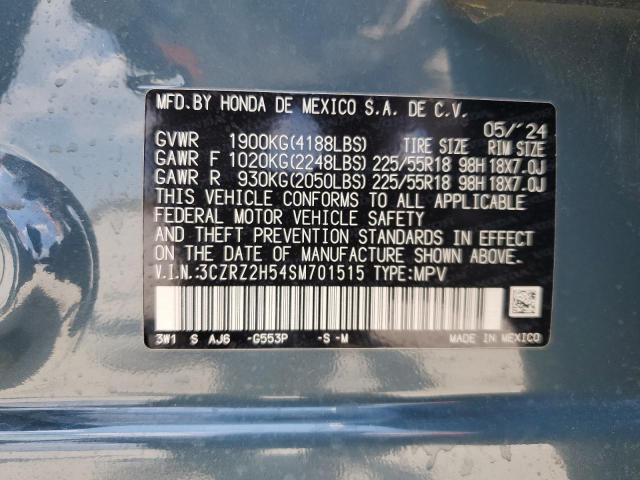 MFD. BY HONDA DE MEXICO S.A. DE C.V.
05/'24
GVWR 1900KG(4188LBS) TIRE SIZE RIM SIZE
GAWR F 1020KG(2248LBS) 225/55R18 98H 18X7.0J
GAWR R 930KG(2050LBS) 225/55R18 98H 18X7.0J
THIS VEHICLE CONFORMS TO ALL APPLICABLE
FEDERAL MOTOR VEHICLE SAFETY
AND THEFT PREVENTION STANDARDS IN EFFECT
ON THE DATE OF MANUFACTURE SHOWN ABOVE.
V.I.N.:3CZRZ2H54SM701515 TYPE:MPV
3W1 S AJ6 -G553P -S -M MADE IN MEXICO